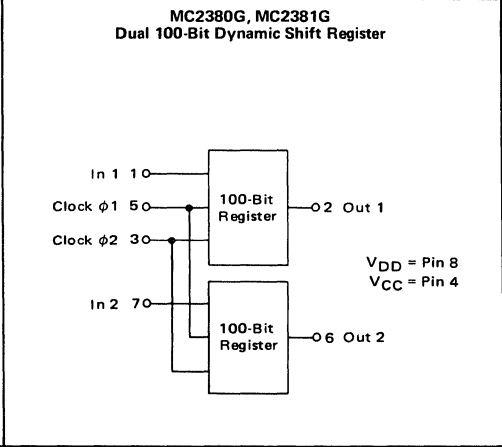 MC2380G, MC2381G
Dual 100-Bit Dynamic Shift Register
In 1 1
Clock ϕ1 5
Clock ϕ2 3
100-Bit
Register
2 Out 1
VDD = Pin 8
VCC = Pin 4
In 2 7
100-Bit
Register
6 Out 2